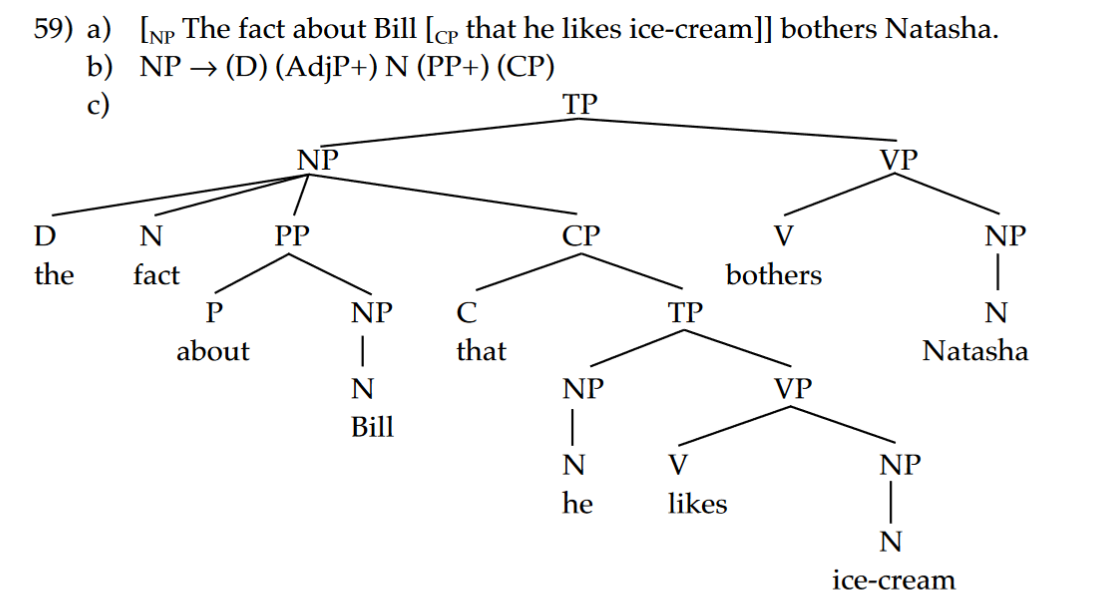 59) a) [NP The fact about Bill [CP that he likes ice-cream]] bothers Natasha.
b) NP → (D) (AdjP+) N (PP+) (CP)
c)
TP
NP VP
D N PP CP V NP
the fact bothers
P NP C TP N
about that Natasha
N NP VP
Bill
N V NP
he likes
N
ice-cream